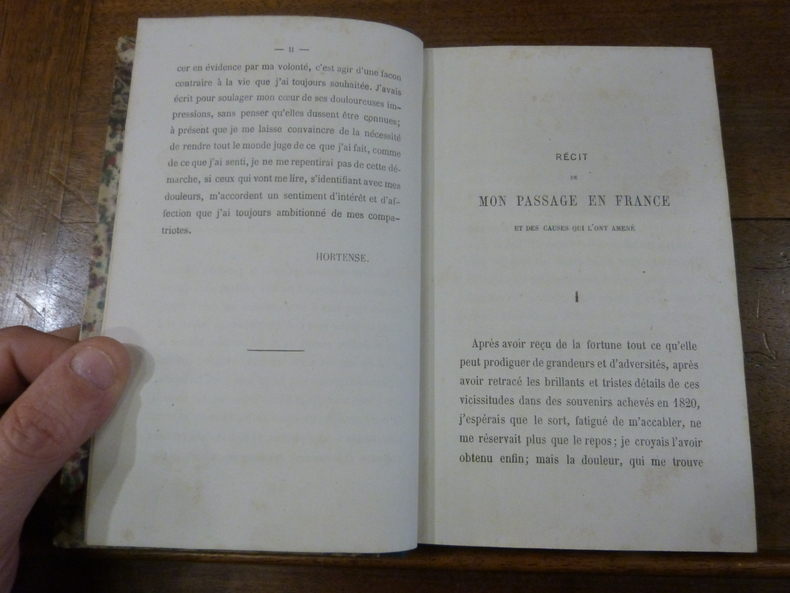 — II —
cer en évidence par ma volonté, c'est agir d'une façon
contraire à la vie que j'ai toujours souhaitée. J'avais
écrit pour soulager mon cœur de ses douloureuses im-
pressions, sans penser qu'elles dussent être connues;
à présent que je me laisse convaincre de la nécessité
de rendre tout le monde juge de ce que j'ai fait, comme
de ce que j'ai senti, je ne me repentirai pas de cette dé-
marche, si ceux qui vont me lire, s'identifiant avec mes
douleurs, m'accordent un sentiment d'intérêt et d'af-
fection que j'ai toujours ambitionné de mes compa-
triotes.
HORTENSE.
RÉCIT
DE
MON PASSAGE EN FRANCE
ET DES CAUSES QUI L'ONT AMENÉ
I
Après avoir reçu de la fortune tout ce qu'elle
peut prodiguer de grandeurs et d'adversités, après
avoir retracé les brillants et tristes détails de ces
vicissitudes dans des souvenirs achevés en 1820,
j'espérais que le sort, fatigué de m'accabler, ne
me réservait plus que le repos; je croyais l'avoir
obtenu enfin; mais la douleur, qui me trouve